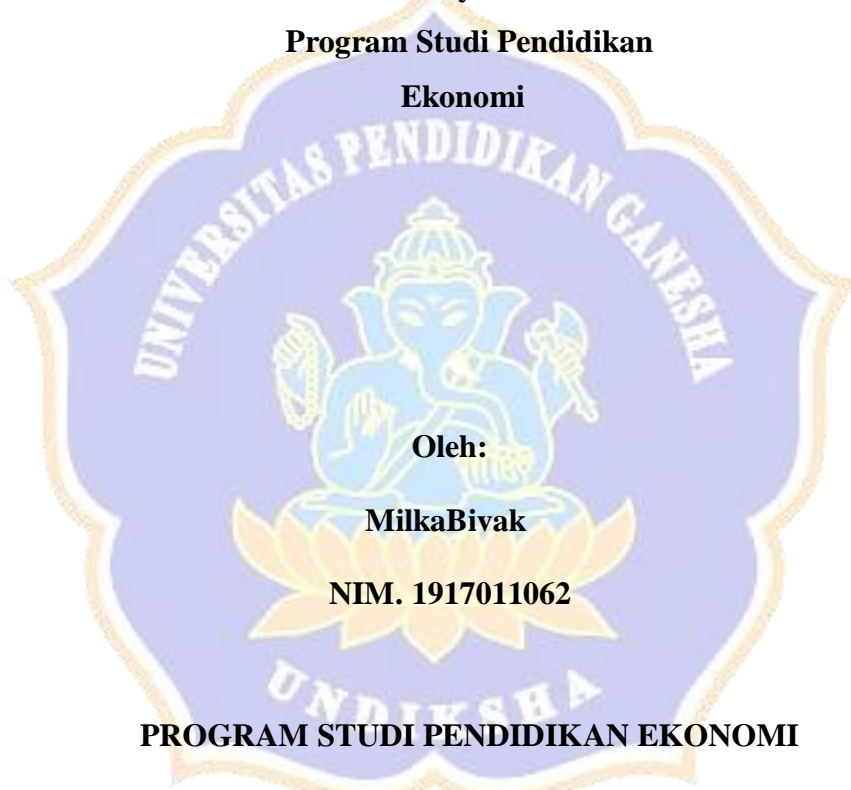 Program Studi Pendidikan
Ekonomi
UNIVERSITAS PENDIDIKAN GANESHA
Oleh:
MilkaBivak
NIM. 1917011062
UNDIKSHA
PROGRAM STUDI PENDIDIKAN EKONOMI